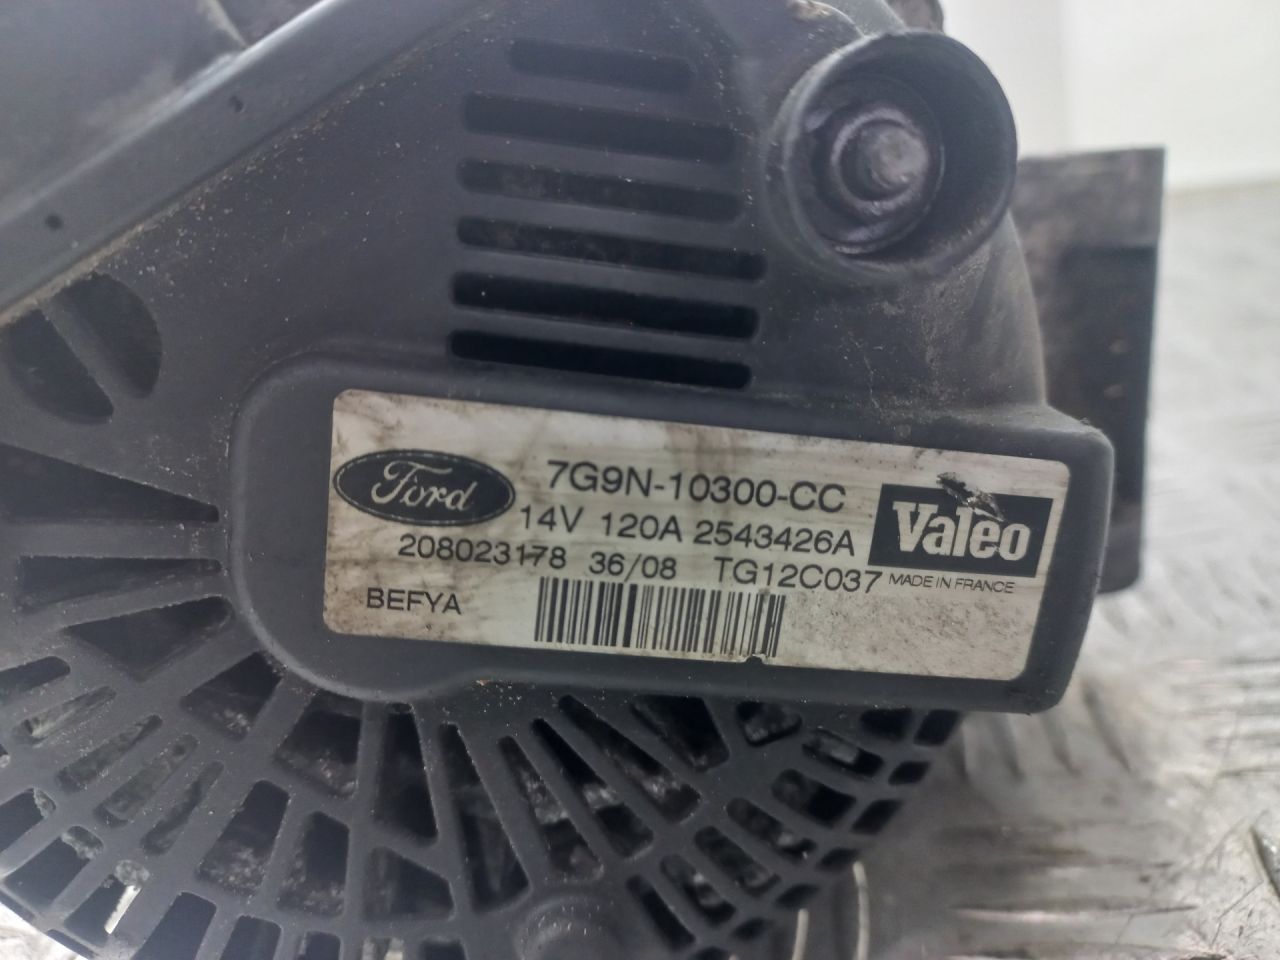 Ford
7G9N-10300-CC
14V 120A 2543426A
Valeo
208023178 36/08 TG12C037
MADE IN FRANCE
BEFYA